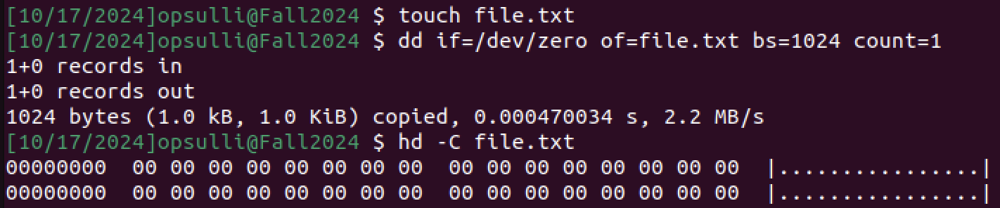 [10/17/2024]opsulli@Fall2024 $ touch file.txt
[10/17/2024]opsulli@Fall2024 $ dd if=/dev/zero of=file.txt bs=1024 count=1
1+0 records in
1+0 records out
1024 bytes (1.0 kB, 1.0 KiB) copied, 0.000470034 s, 2.2 MB/s
[10/17/2024]opsulli@Fall2024 $ hd -C file.txt
00000000  00 00 00 00 00 00 00 00  00 00 00 00 00 00 00 00  |................|
00000000  00 00 00 00 00 00 00 00  00 00 00 00 00 00 00 00  |................|